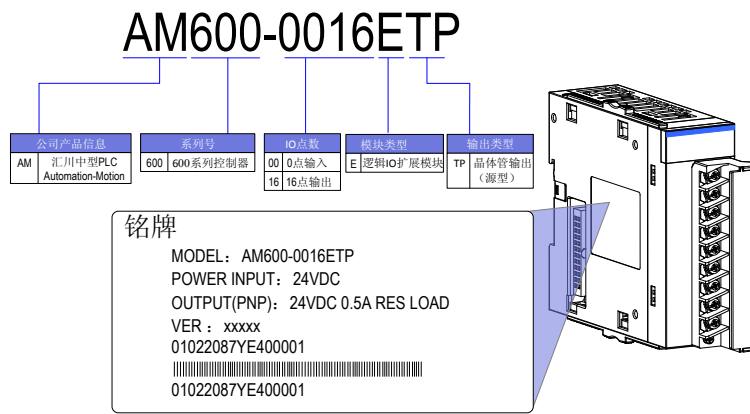 AM600-0016ETP
公司产品信息
AM 汇川中型PLC
Automation-Motion
系列号
600 600系列控制器
IO点数
00 0点输入
16 16点输出
模块类型
E 逻辑IO扩展模块
输出类型
TP 晶体管输出
（源型）
铭牌
MODEL：AM600-0016ETP
POWER INPUT：24VDC
OUTPUT(PNP)：24VDC 0.5A RES LOAD
VER ：xxxxx
01022087YE400001
01022087YE400001